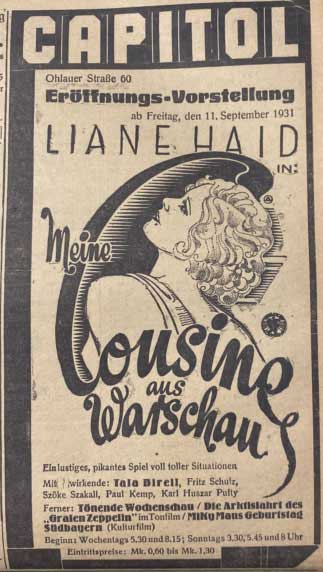 CAPITOL
Ohlauer Straße 60
Eröffnungs-Vorstellung
ab Freitag, den 11. September 1931
LIANE HAID
IN:
Meine
Cousine
aus
Warschau
Ein lustiges, pikantes Spiel voll toller Situationen
Mitwirkende: Tala Birell, Fritz Schulz,
Szöke Szakall, Paul Kemp, Karl Huszar Pufty
Ferner: Tönende Wochenschau / Die Arktisfahrt des
„Grafen Zeppelin“ im Tonfilm / Miky Maus Geburtstag
Südbayern (Kulturfilm)
Beginn: Wochentags 5.30 und 8.15; Sonntags 3.30, 5.45 und 8 Uhr
Eintrittspreise: Mk. 0,60 bis Mk. 1,30